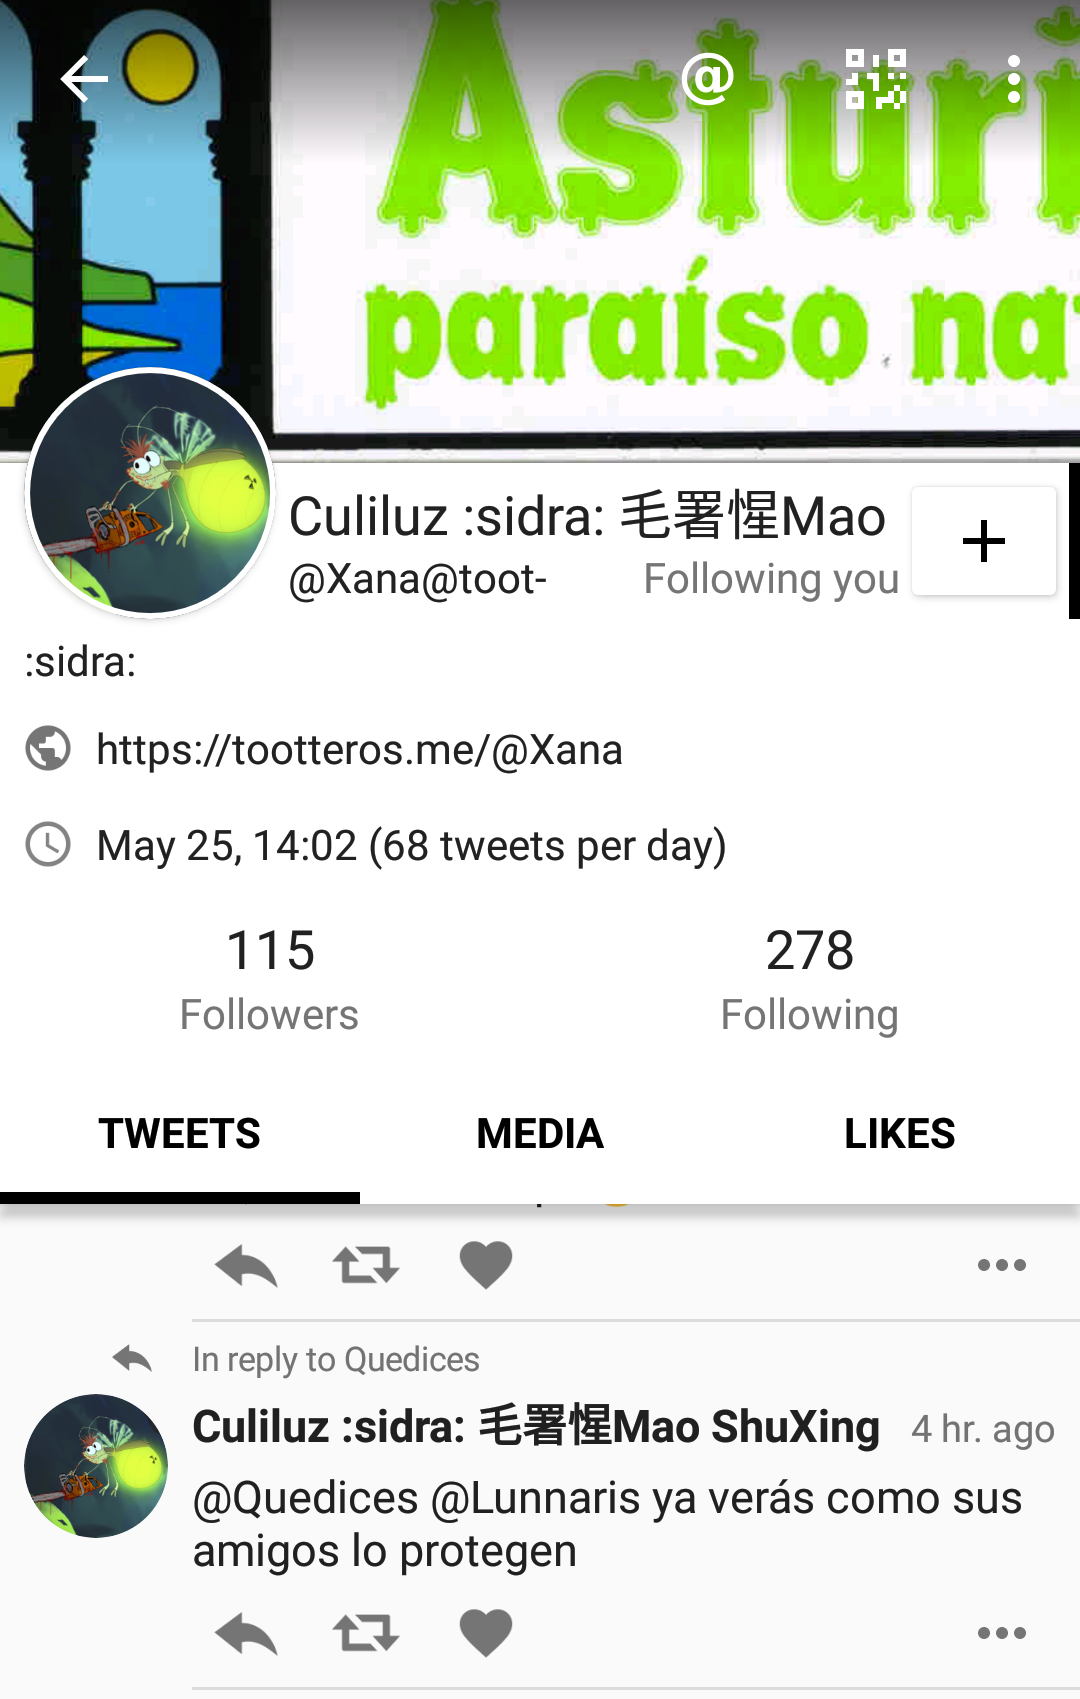 Asturi
paraíso na
Culiluz :sidra: 毛署惺Mao
@Xana@toot-
Following you
:sidra:
https://tootteros.me/@Xana
May 25, 14:02 (68 tweets per day)
115
Followers
278
Following
TWEETS
MEDIA
LIKES
In reply to Quedices
Culiluz :sidra: 毛署惺Mao ShuXing
4 hr. ago
@Quedices @Lunnaris ya verás como sus
amigos lo protegen